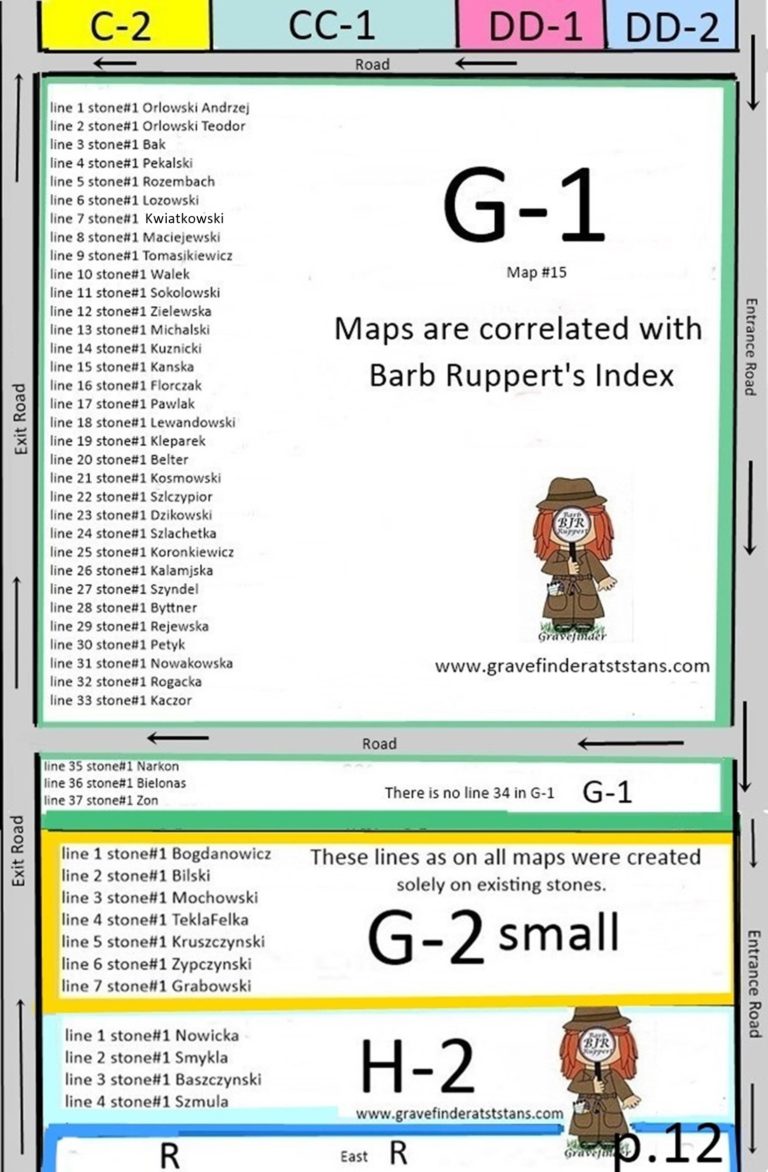 C-2 CC-1 DD-1 DD-2
Road
line 1 stone#1 Orlowski Andrzej
line 2 stone#1 Orlowski Teodor
line 3 stone#1 Bak
line 4 stone#1 Pekalski
line 5 stone#1 Rozembach
line 6 stone#1 Lozowski
line 7 stone#1 Kwiatkowski
line 8 stone#1 Maciejewski
line 9 stone#1 Tomasikiewicz
line 10 stone#1 Walek
line 11 stone#1 Sokolowski
line 12 stone#1 Zielewska
line 13 stone#1 Michalski
line 14 stone#1 Kuznicki
line 15 stone#1 Kanska
line 16 stone#1 Florczak
line 17 stone#1 Pawlak
line 18 stone#1 Lewandowski
line 19 stone#1 Kleparek
line 20 stone#1 Belter
line 21 stone#1 Kosmowski
line 22 stone#1 Szlczypior
line 23 stone#1 Dzikowski
line 24 stone#1 Szlachetka
line 25 stone#1 Koronkiewicz
line 26 stone#1 Kalamjska
line 27 stone#1 Szyndel
line 28 stone#1 Byttner
line 29 stone#1 Rejewska
line 30 stone#1 Petyk
line 31 stone#1 Nowakowska
line 32 stone#1 Rogacka
line 33 stone#1 Kaczor
G-1
Map #15
Maps are correlated with
Barb Ruppert's Index
Barb
BJR
Ruppert
Gravefinder
www.gravefinderatststans.com
Exit Road
Entrance Road
Road
line 35 stone#1 Narkon
line 36 stone#1 Bielonas
line 37 stone#1 Zon
There is no line 34 in G-1 G-1
line 1 stone#1 Bogdanowicz
line 2 stone#1 Bilski
line 3 stone#1 Mochowski
line 4 stone#1 TeklaFelka
line 5 stone#1 Kruszczynski
line 6 stone#1 Zypczynski
line 7 stone#1 Grabowski
These lines as on all maps were created
solely on existing stones.
G-2 small
Exit Road
Entrance Road
line 1 stone#1 Nowicka
line 2 stone#1 Smykla
line 3 stone#1 Baszczynski
line 4 stone#1 Szmula
H-2
Barb
BJR
Ruppert
www.gravefinderatststans.com
Gravefinder
R East R p.12